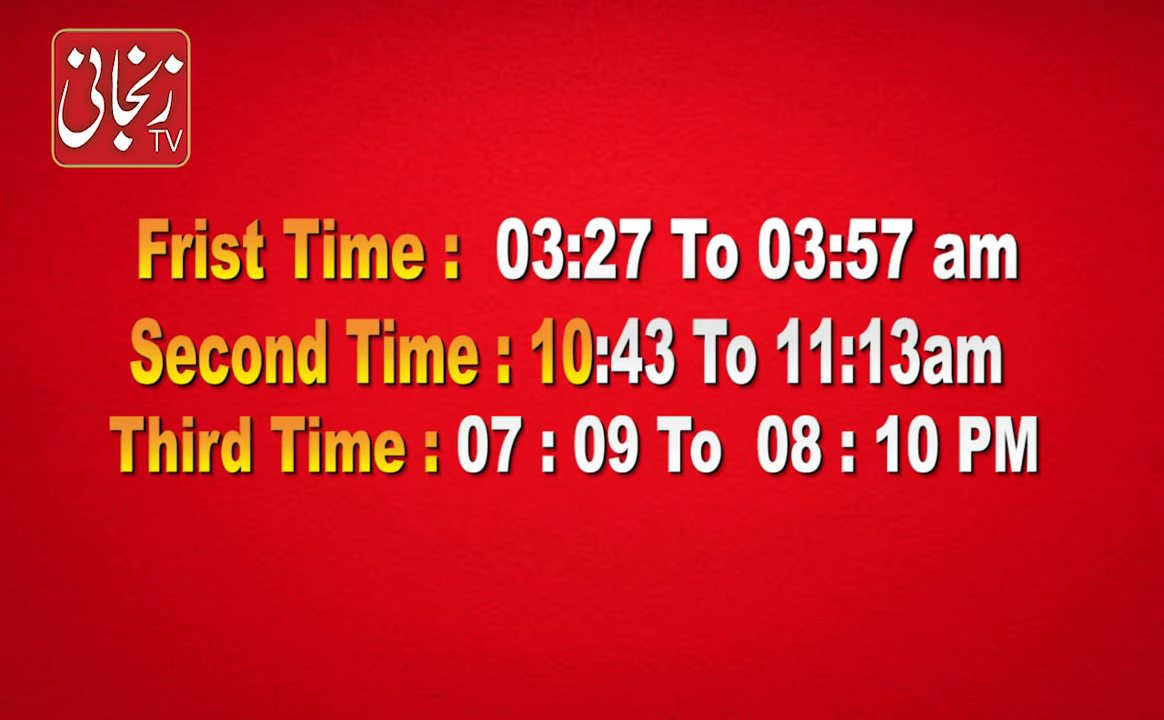 زنجانی
TV
Frist Time : 03:27 To 03:57 am
Second Time : 10:43 To 11:13am
Third Time : 07 : 09 To 08 : 10 PM